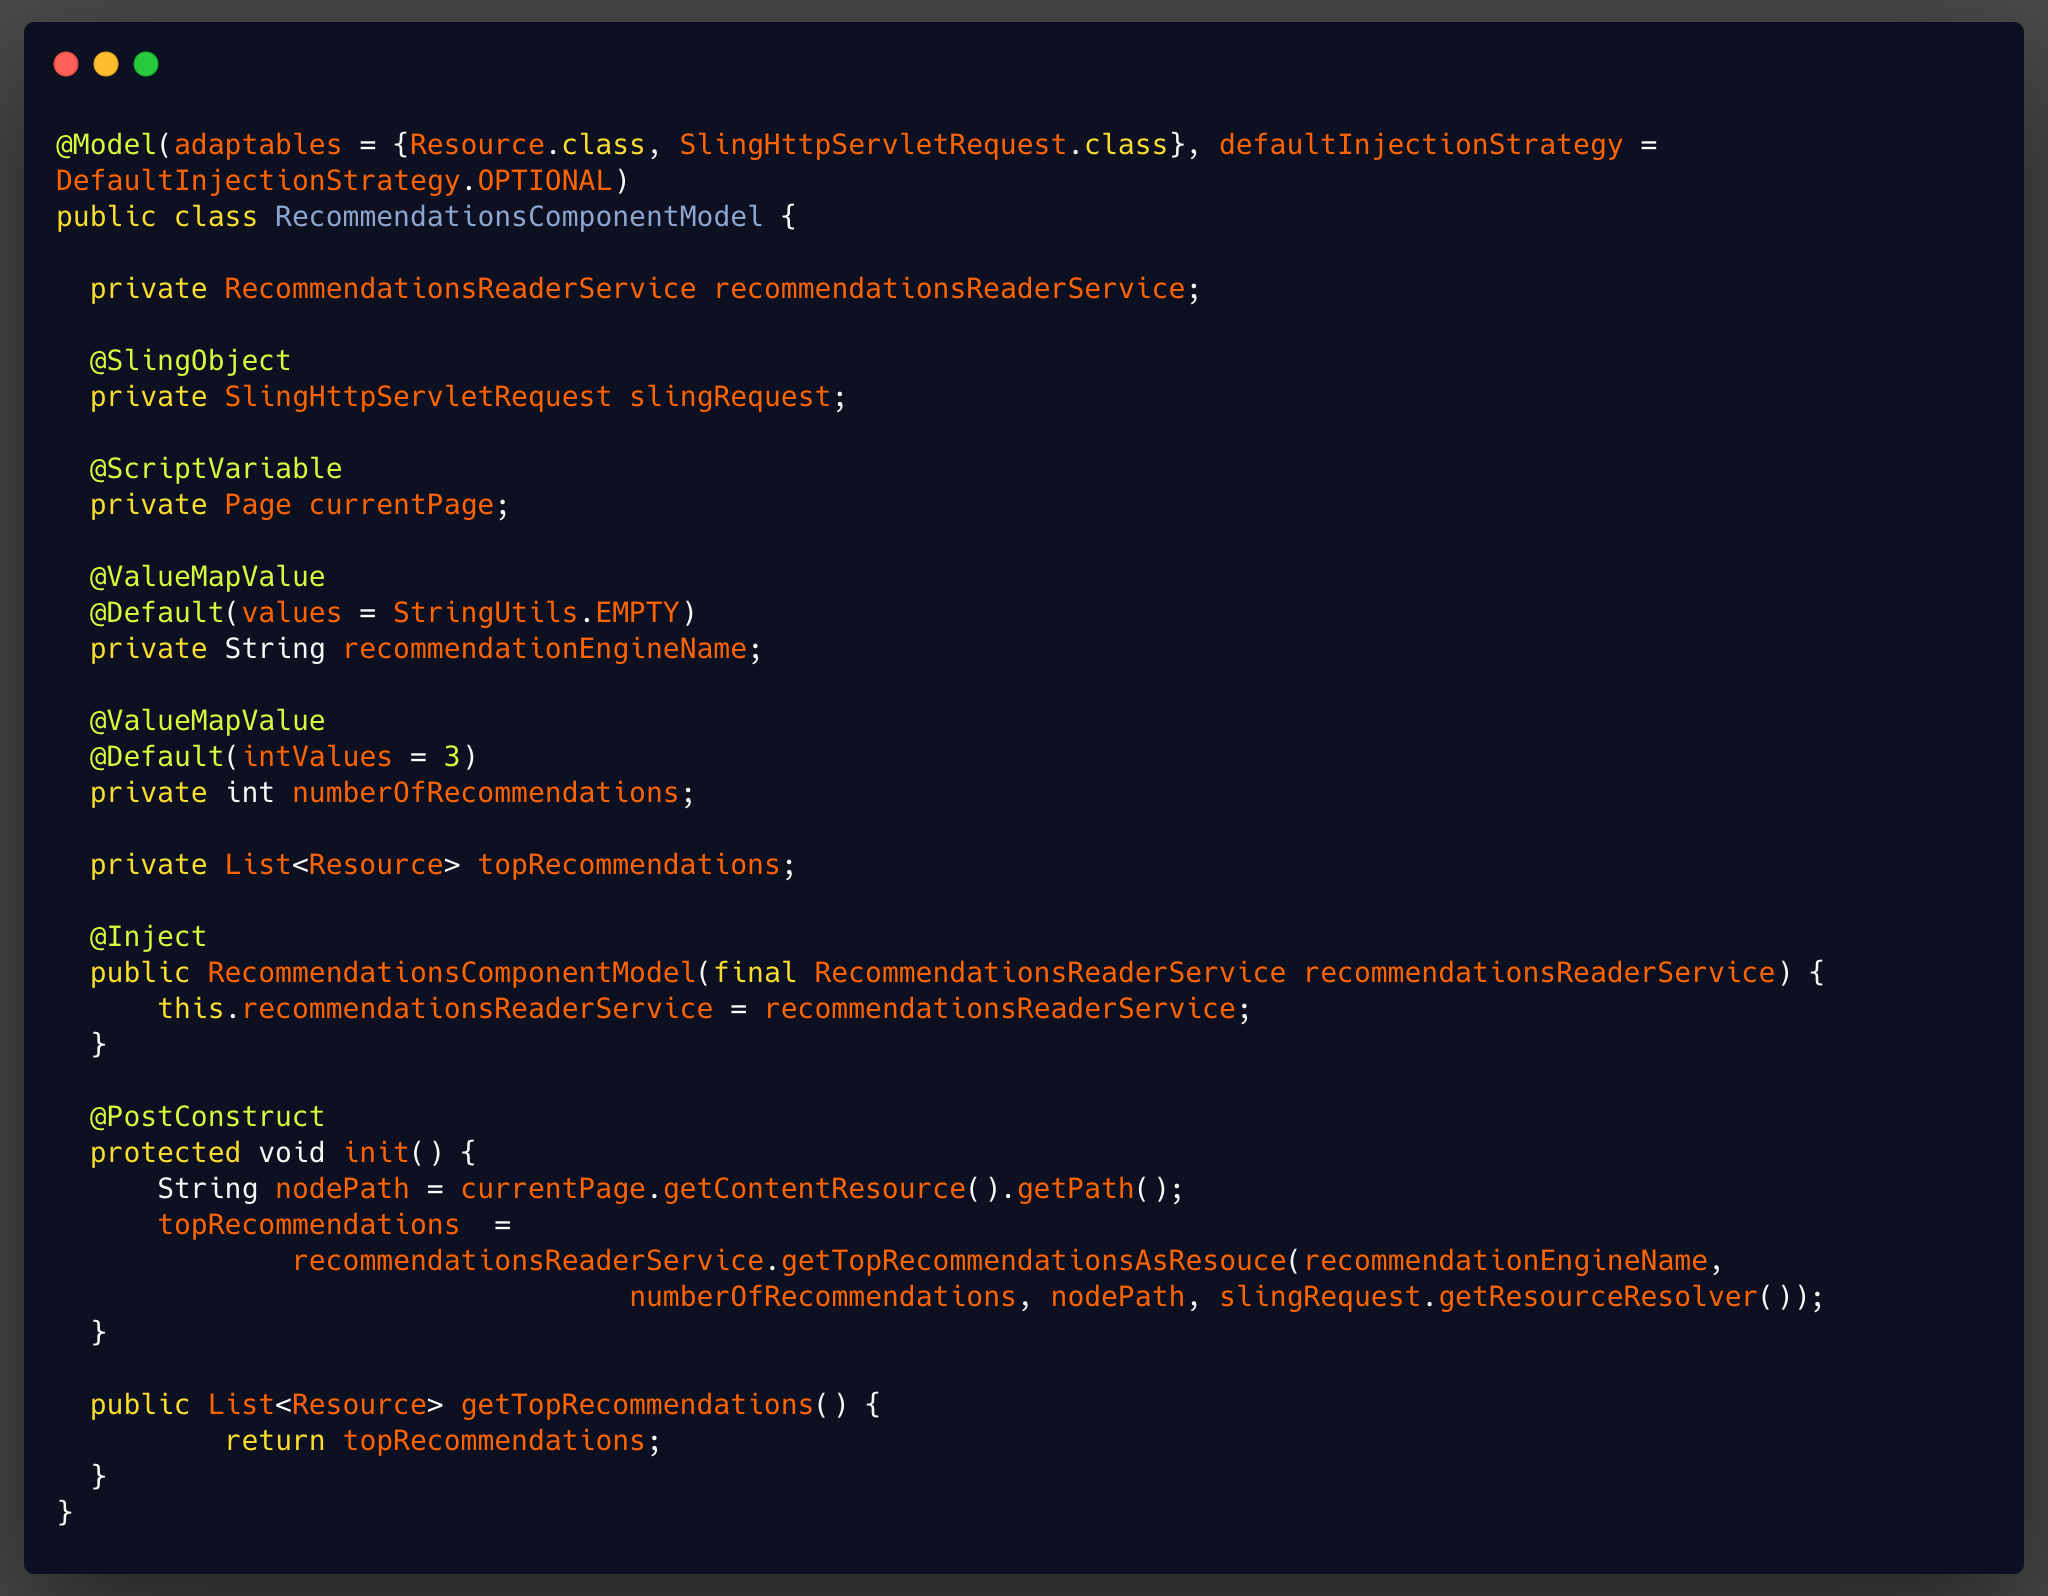 @Model(adaptables = {Resource.class, SlingHttpServletRequest.class}, defaultInjectionStrategy =
DefaultInjectionStrategy.OPTIONAL)
public class RecommendationsComponentModel {
  private RecommendationsReaderService recommendationsReaderService;
  @SlingObject
  private SlingHttpServletRequest slingRequest;
  @ScriptVariable
  private Page currentPage;
  @ValueMapValue
  @Default(values = StringUtils.EMPTY)
  private String recommendationEngineName;
  @ValueMapValue
  @Default(intValues = 3)
  private int numberOfRecommendations;
  private List<Resource> topRecommendations;
  @Inject
  public RecommendationsComponentModel(final RecommendationsReaderService recommendationsReaderService) {
      this.recommendationsReaderService = recommendationsReaderService;
  }
  @PostConstruct
  protected void init() {
      String nodePath = currentPage.getContentResource().getPath();
      topRecommendations  =
              recommendationsReaderService.getTopRecommendationsAsResouce(recommendationEngineName,
                                  numberOfRecommendations, nodePath, slingRequest.getResourceResolver());
  }
  public List<Resource> getTopRecommendations() {
          return topRecommendations;
  }
}